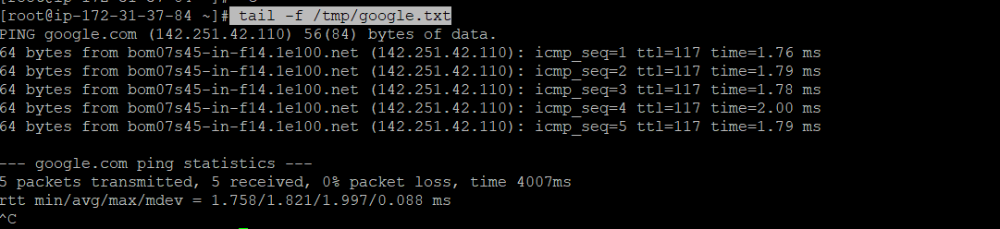 [root@ip-172-31-37-84 ~]# tail -f /tmp/google.txt
PING google.com (142.251.42.110) 56(84) bytes of data.
64 bytes from bom07s45-in-f14.1e100.net (142.251.42.110): icmp_seq=1 ttl=117 time=1.76 ms
64 bytes from bom07s45-in-f14.1e100.net (142.251.42.110): icmp_seq=2 ttl=117 time=1.79 ms
64 bytes from bom07s45-in-f14.1e100.net (142.251.42.110): icmp_seq=3 ttl=117 time=1.78 ms
64 bytes from bom07s45-in-f14.1e100.net (142.251.42.110): icmp_seq=4 ttl=117 time=2.00 ms
64 bytes from bom07s45-in-f14.1e100.net (142.251.42.110): icmp_seq=5 ttl=117 time=1.79 ms
--- google.com ping statistics ---
5 packets transmitted, 5 received, 0% packet loss, time 4007ms
rtt min/avg/max/mdev = 1.758/1.821/1.997/0.088 ms
^C